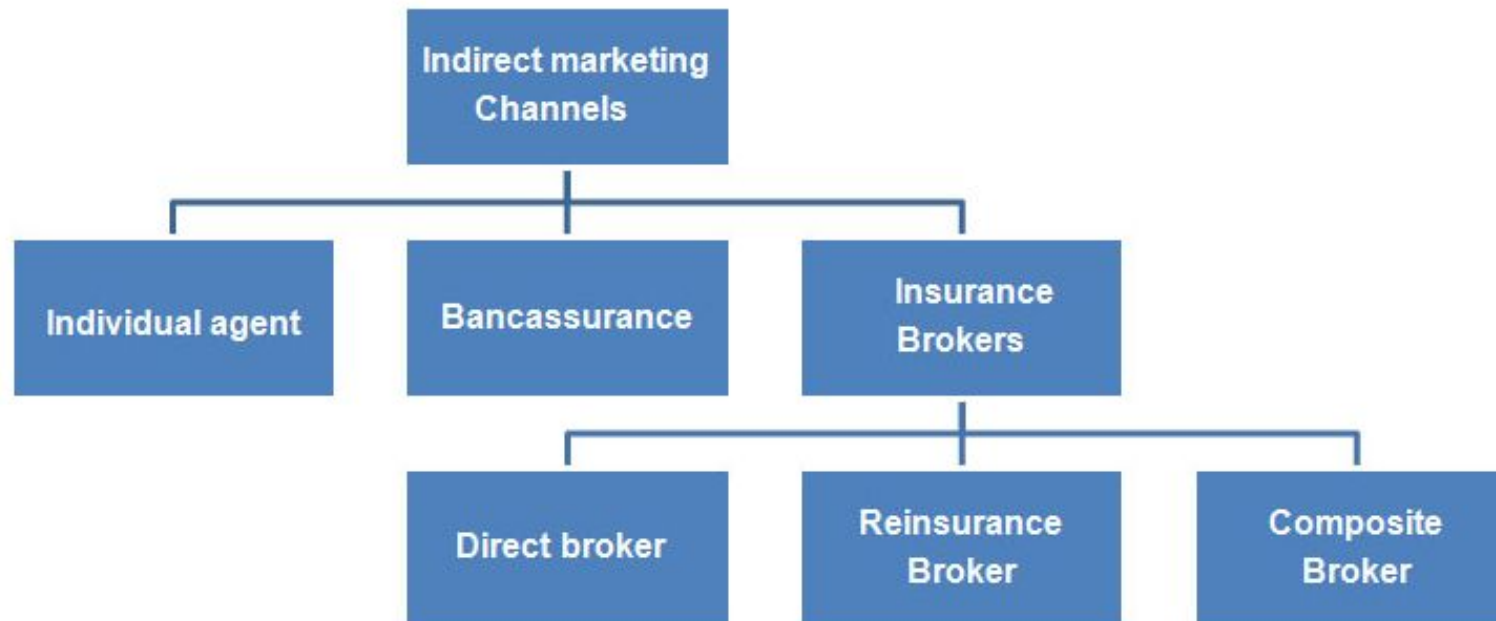 Indirect marketing
Channels
Individual agent
Bancassurance
Insurance
Brokers
Direct broker
Reinsurance
Broker
Composite
Broker